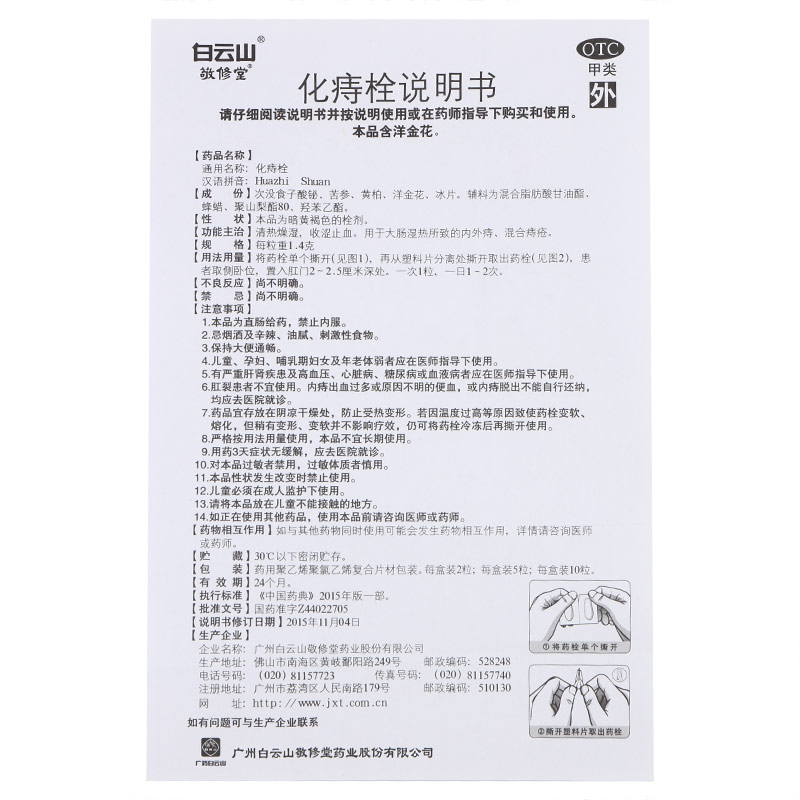 白云山®
敬修堂®
OTC
甲类
外
化痔栓说明书
请仔细阅读说明书并按说明使用或在药师指导下购买和使用。
本品含洋金花。
【药品名称】
通用名称：化痔栓
汉语拼音：Huazhi Shuan
【成 份】次没食子酸铋、苦参、黄柏、洋金花、冰片。辅料为混合脂肪酸甘油酯、
蜂蜡、聚山梨酯80、羟苯乙酯。
【性 状】本品为暗黄褐色的栓剂。
【功能主治】清热燥湿，收涩止血。用于大肠湿热所致的内外痔、混合痔疮。
【规 格】每粒重1.4克
【用法用量】将药栓单个撕开(见图1)，再从塑料片分离处撕开取出药栓(见图2)，患
者取侧卧位，置入肛门2~2.5厘米深处。一次1粒，一日1~2次。
【不良反应】尚不明确。
【禁 忌】尚不明确。
【注意事项】
1.本品为直肠给药，禁止内服。
2.忌烟酒及辛辣、油腻、刺激性食物。
3.保持大便通畅。
4.儿童、孕妇、哺乳期妇女及年老体弱者应在医师指导下使用。
5.有严重肝肾疾患及高血压、心脏病、糖尿病或血液病者应在医师指导下使用。
6.肛裂患者不宜使用。内痔出血过多或原因不明的便血，或内痔脱出不能自行还纳，
均应去医院就诊。
7.药品宜存放在阴凉干燥处，防止受热变形。若因温度过高等原因致使药栓变软、
熔化，但稍有变形、变软并不影响疗效，仍可将药栓冷冻后再撕开使用。
8.严格按用法用量使用，本品不宜长期使用。
9.用药3天症状无缓解，应去医院就诊。
10.对本品过敏者禁用，过敏体质者慎用。
11.本品性状发生改变时禁止使用。
12.儿童必须在成人监护下使用。
13.请将本品放在儿童不能接触的地方。
14.如正在使用其他药品，使用本品前请咨询医师或药师。
【药物相互作用】如与其他药物同时使用可能会发生药物相互作用，详情请咨询医师
或药师。
【贮 藏】30℃以下密闭贮存。
【包 装】药用聚乙烯聚氯乙烯复合片材包装。每盒装2粒；每盒装5粒；每盒装10粒。
【有 效 期】24个月。
【执行标准】《中国药典》2015年版一部。
【批准文号】国药准字Z44022705
【说明书修订日期】2015年11月04日
【生产企业】
企业名称：广州白云山敬修堂药业股份有限公司
生产地址：佛山市南海区黄岐鄱阳路249号 邮政编码：528248
电话号码：(020) 81157723 传真号码：(020) 81157740
注册地址：广州市荔湾区人民南路179号 邮政编码：510130
网 址：http://www.jxt.com.cn
如有问题可与生产企业联系
①将药栓单个撕开
②撕开塑料片取出药栓
广药白云山
广州白云山敬修堂药业股份有限公司